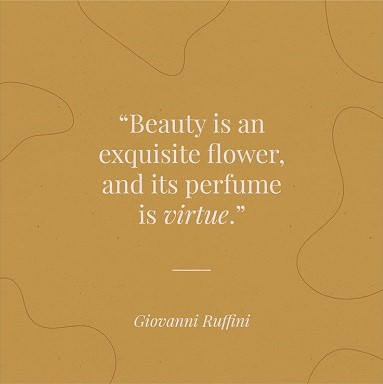 “Beauty is an
exquisite flower,
and its perfume
is virtue.”
Giovanni Ruffini